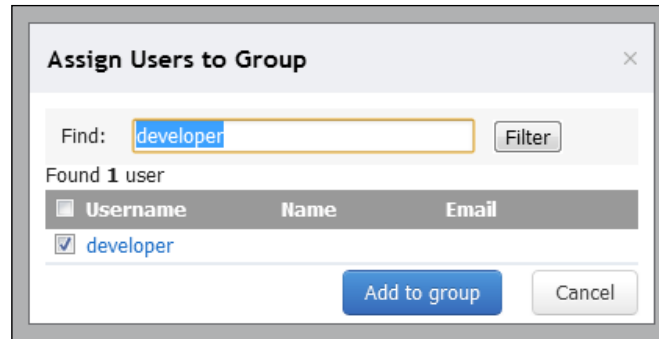 Assign Users to Group ×
Find: developer Filter
Found 1 user
Username Name Email
developer
Add to group Cancel